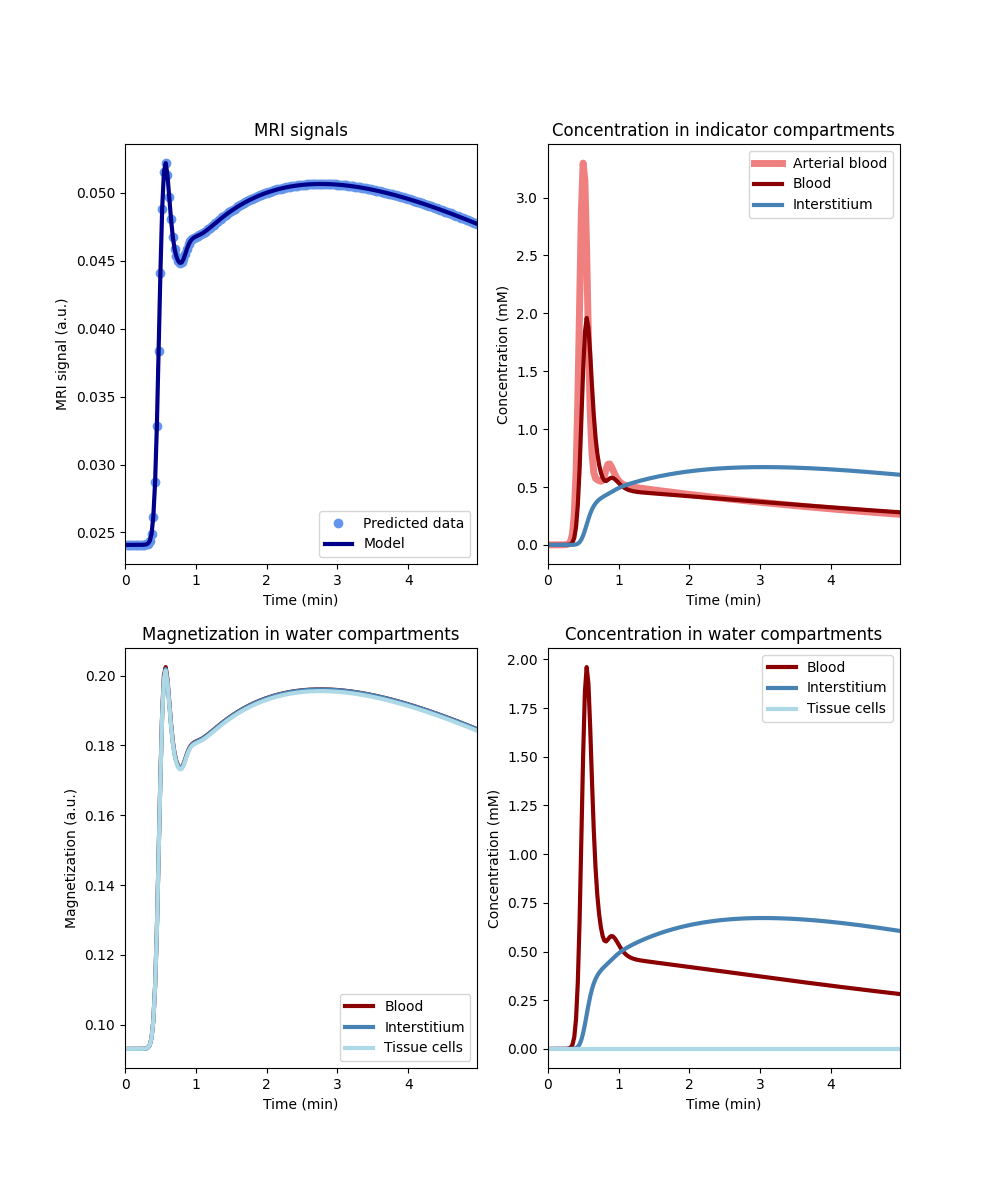 MRI signals
MRI signal (a.u.)
0.050
0.045
0.040
0.035
0.030
0.025
Predicted data
Model
0 1 2 3 4
Time (min)
Concentration in indicator compartments
Concentration (mM)
3.0
2.5
2.0
1.5
1.0
0.5
0.0
Arterial blood
Blood
Interstitium
0 1 2 3 4
Time (min)
Magnetization in water compartments
Magnetization (a.u.)
0.20
0.18
0.16
0.14
0.12
0.10
Blood
Interstitium
Tissue cells
0 1 2 3 4
Time (min)
Concentration in water compartments
Concentration (mM)
2.00
1.75
1.50
1.25
1.00
0.75
0.50
0.25
0.00
Blood
Interstitium
Tissue cells
0 1 2 3 4
Time (min)